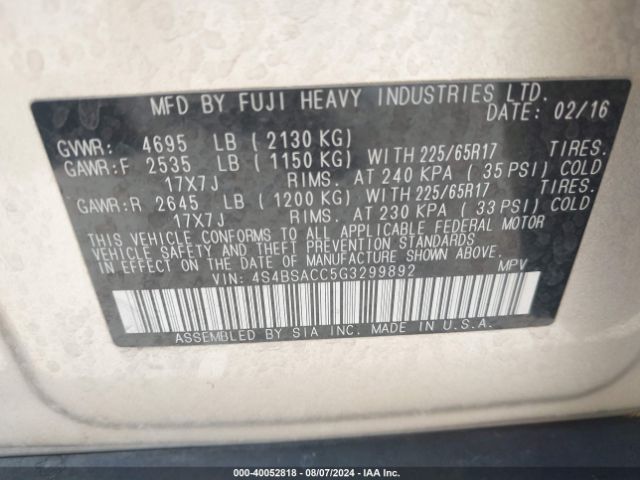 MFD BY FUJI HEAVY INDUSTRIES LTD.
DATE: 02/16
GVWR: 4695 LB ( 2130 KG)
GAWR:F 2535 LB ( 1150 KG) WITH 225/65R17 TIRES.
17X7J RIMS. AT 240 KPA ( 35 PSI) COLD
GAWR:R 2645 LB ( 1200 KG) WITH 225/65R17 TIRES.
17X7J RIMS. AT 230 KPA ( 33 PSI) COLD
THIS VEHICLE CONFORMS TO ALL APPLICABLE FEDERAL MOTOR
VEHICLE SAFETY AND THEFT PREVENTION STANDARDS
IN EFFECT ON THE DATE OF MANUFACTURE SHOWN ABOVE.
VIN: 4S4BSACC5G3299892 MPV
ASSEMBLED BY SIA INC. MADE IN U.S.A.
000-40052818 - 08/07/2024 - IAA Inc.